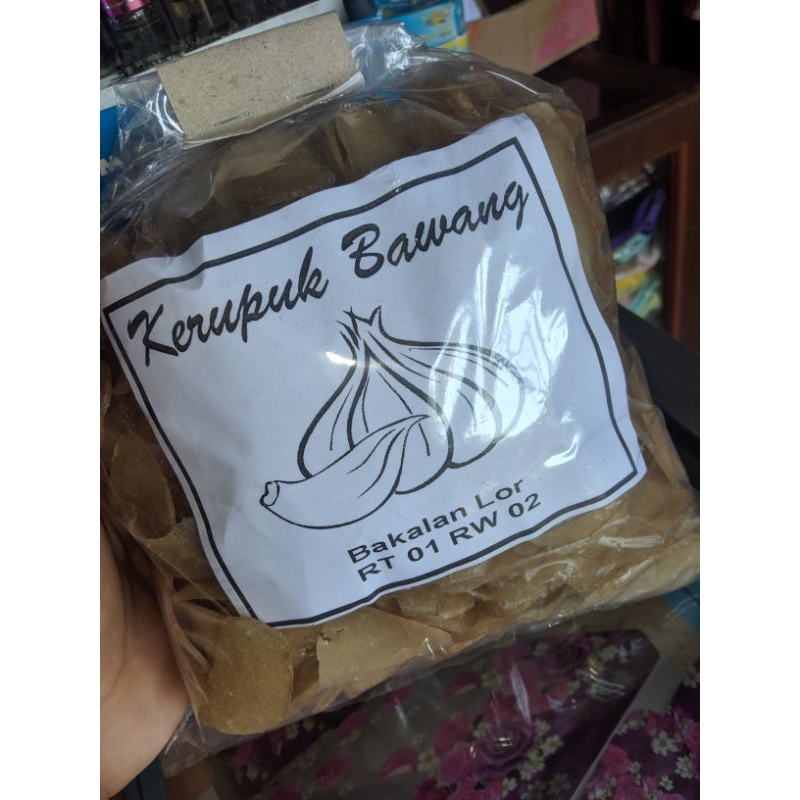 Kerupuk Bawang
Bakalan Lor
RT 01 RW 02